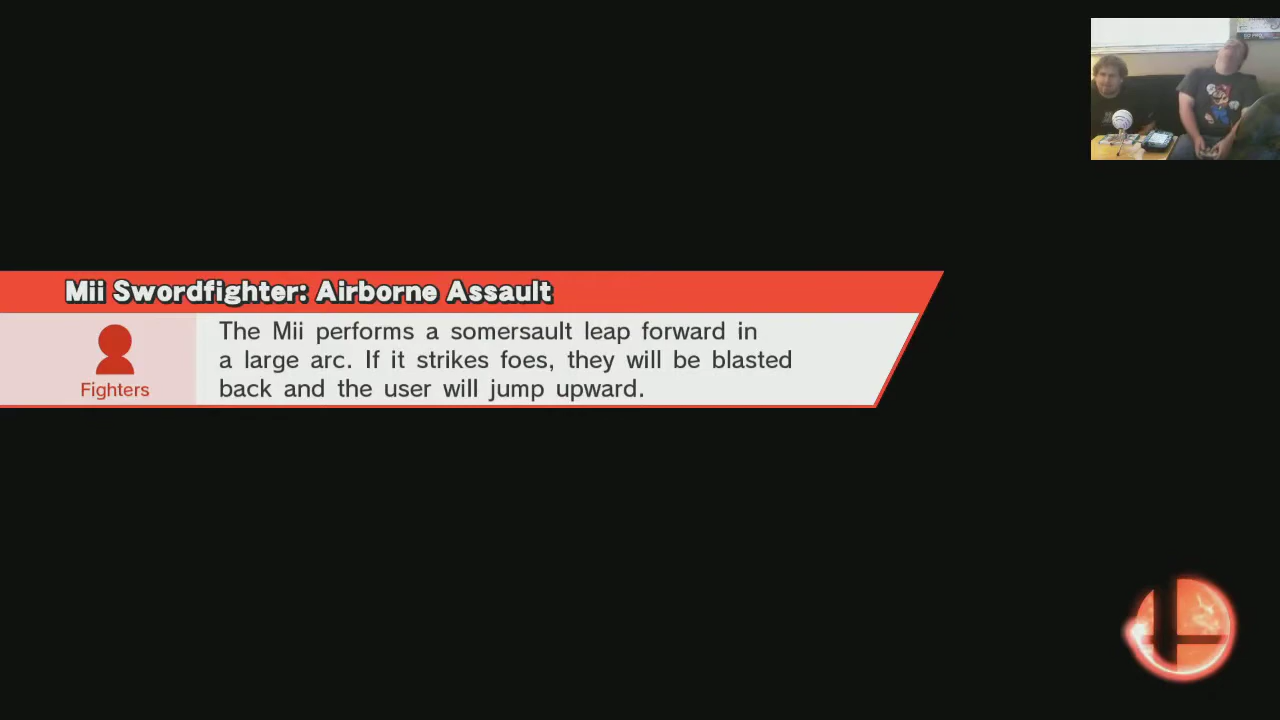 Mii Swordfighter: Airborne Assault
The Mii performs a somersault leap forward in
a large arc. If it strikes foes, they will be blasted
back and the user will jump upward.
Fighters